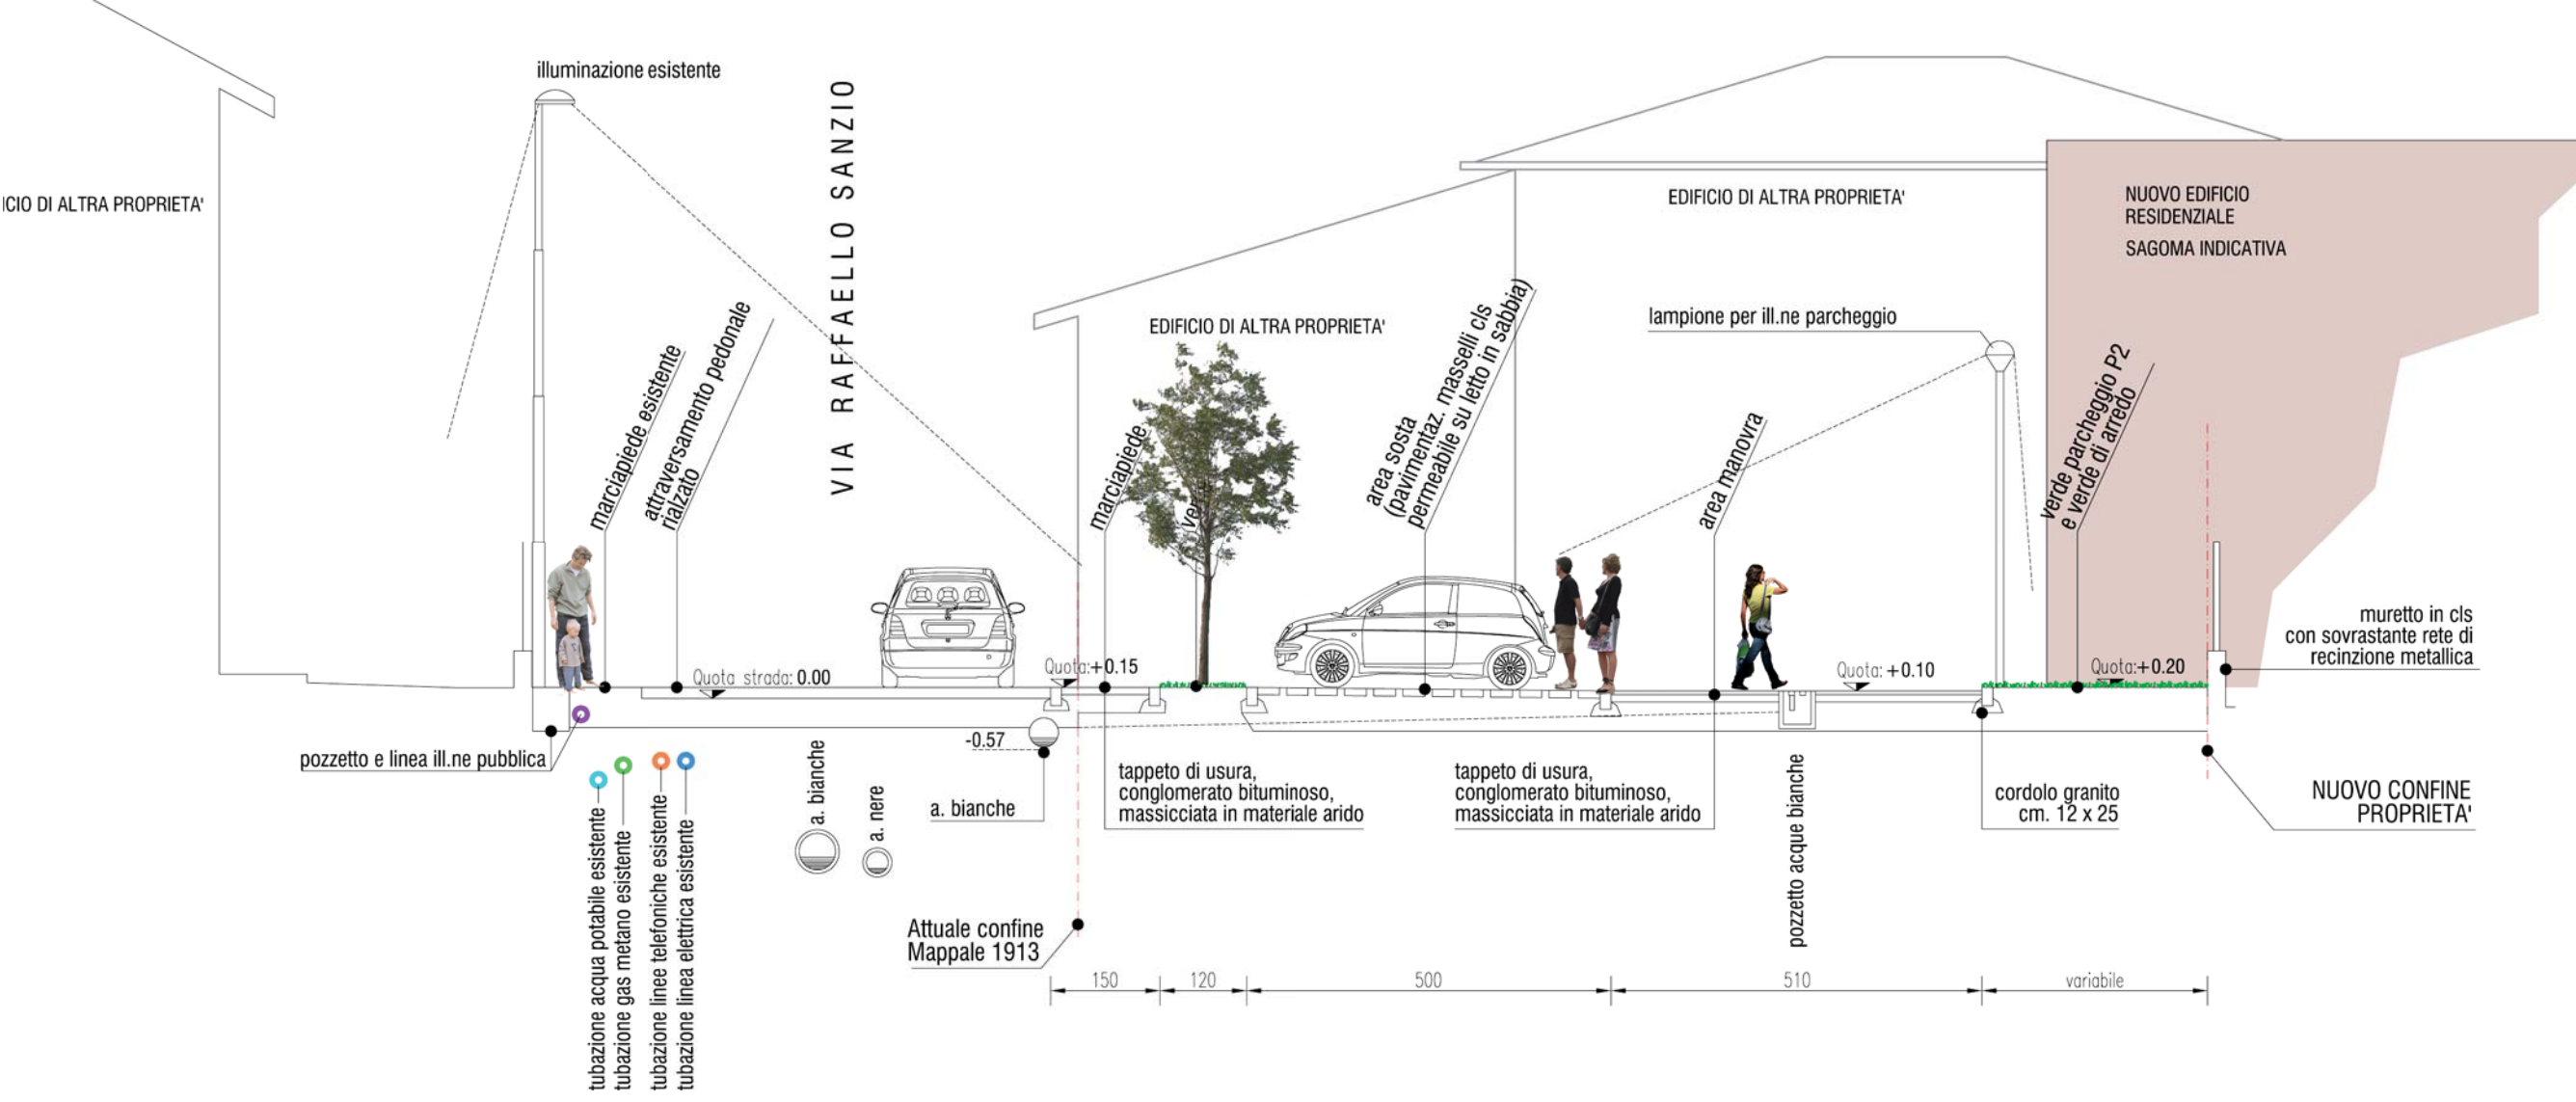 illuminazione esistente
VIA RAFFAELLO SANZIO
ICIO DI ALTRA PROPRIETA'
EDIFICIO DI ALTRA PROPRIETA'
NUOVO EDIFICIO
RESIDENZIALE
SAGOMA INDICATIVA
EDIFICIO DI ALTRA PROPRIETA'
lampione per ill.ne parcheggio
marciapiede esistente
attraversamento pedonale
rialzato
marciapiede
area sosta
(pavimentaz. masselli cls
permeabile su letto in sabbia)
area manovra
verde parcheggio P2
e verde di arredo
Quota strada: 0.00
Quota:+0.15
Quota: +0.10
Quota:+0.20
muretto in cls
con sovrastante rete di
recinzione metallica
pozzetto e linea ill.ne pubblica
-0.57
a. bianche
a. nere
a. bianche
tappeto di usura,
conglomerato bituminoso,
massicciata in materiale arido
tappeto di usura,
conglomerato bituminoso,
massicciata in materiale arido
pozzetto acque bianche
cordolo granito
cm. 12 x 25
NUOVO CONFINE
PROPRIETA'
tubazione acqua potabile esistente
tubazione gas metano esistente
tubazione linee telefoniche esistente
tubazione linea elettrica esistente
Attuale confine
Mappale 1913
150
120
500
510
variabile